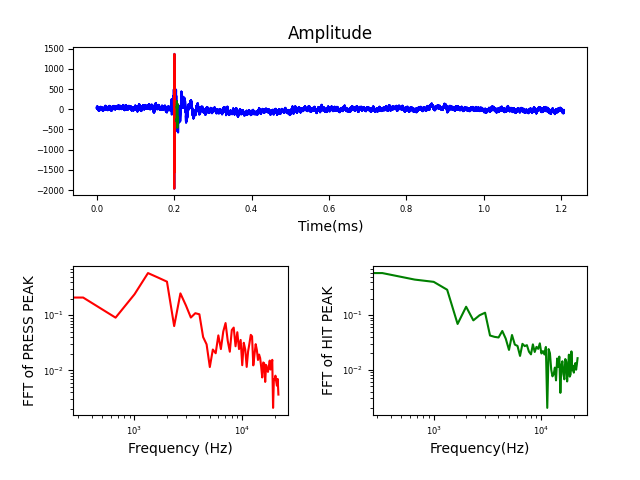 Amplitude
1500
1000
500
0
−500
−1000
−1500
−2000
0.0 0.2 0.4 0.6 0.8 1.0 1.2
Time(ms)
FFT of PRESS PEAK
10⁻¹
10⁻²
10³ 10⁴
Frequency (Hz)
FFT of HIT PEAK
10⁻¹
10⁻²
10³ 10⁴
Frequency(Hz)